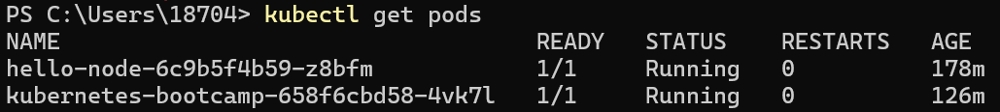 PS C:\Users\18704> kubectl get pods
NAME READY STATUS RESTARTS AGE
hello-node-6c9b5f4b59-z8bfm 1/1 Running 0 178m
kubernetes-bootcamp-658f6cbd58-4vk7l 1/1 Running 0 126m